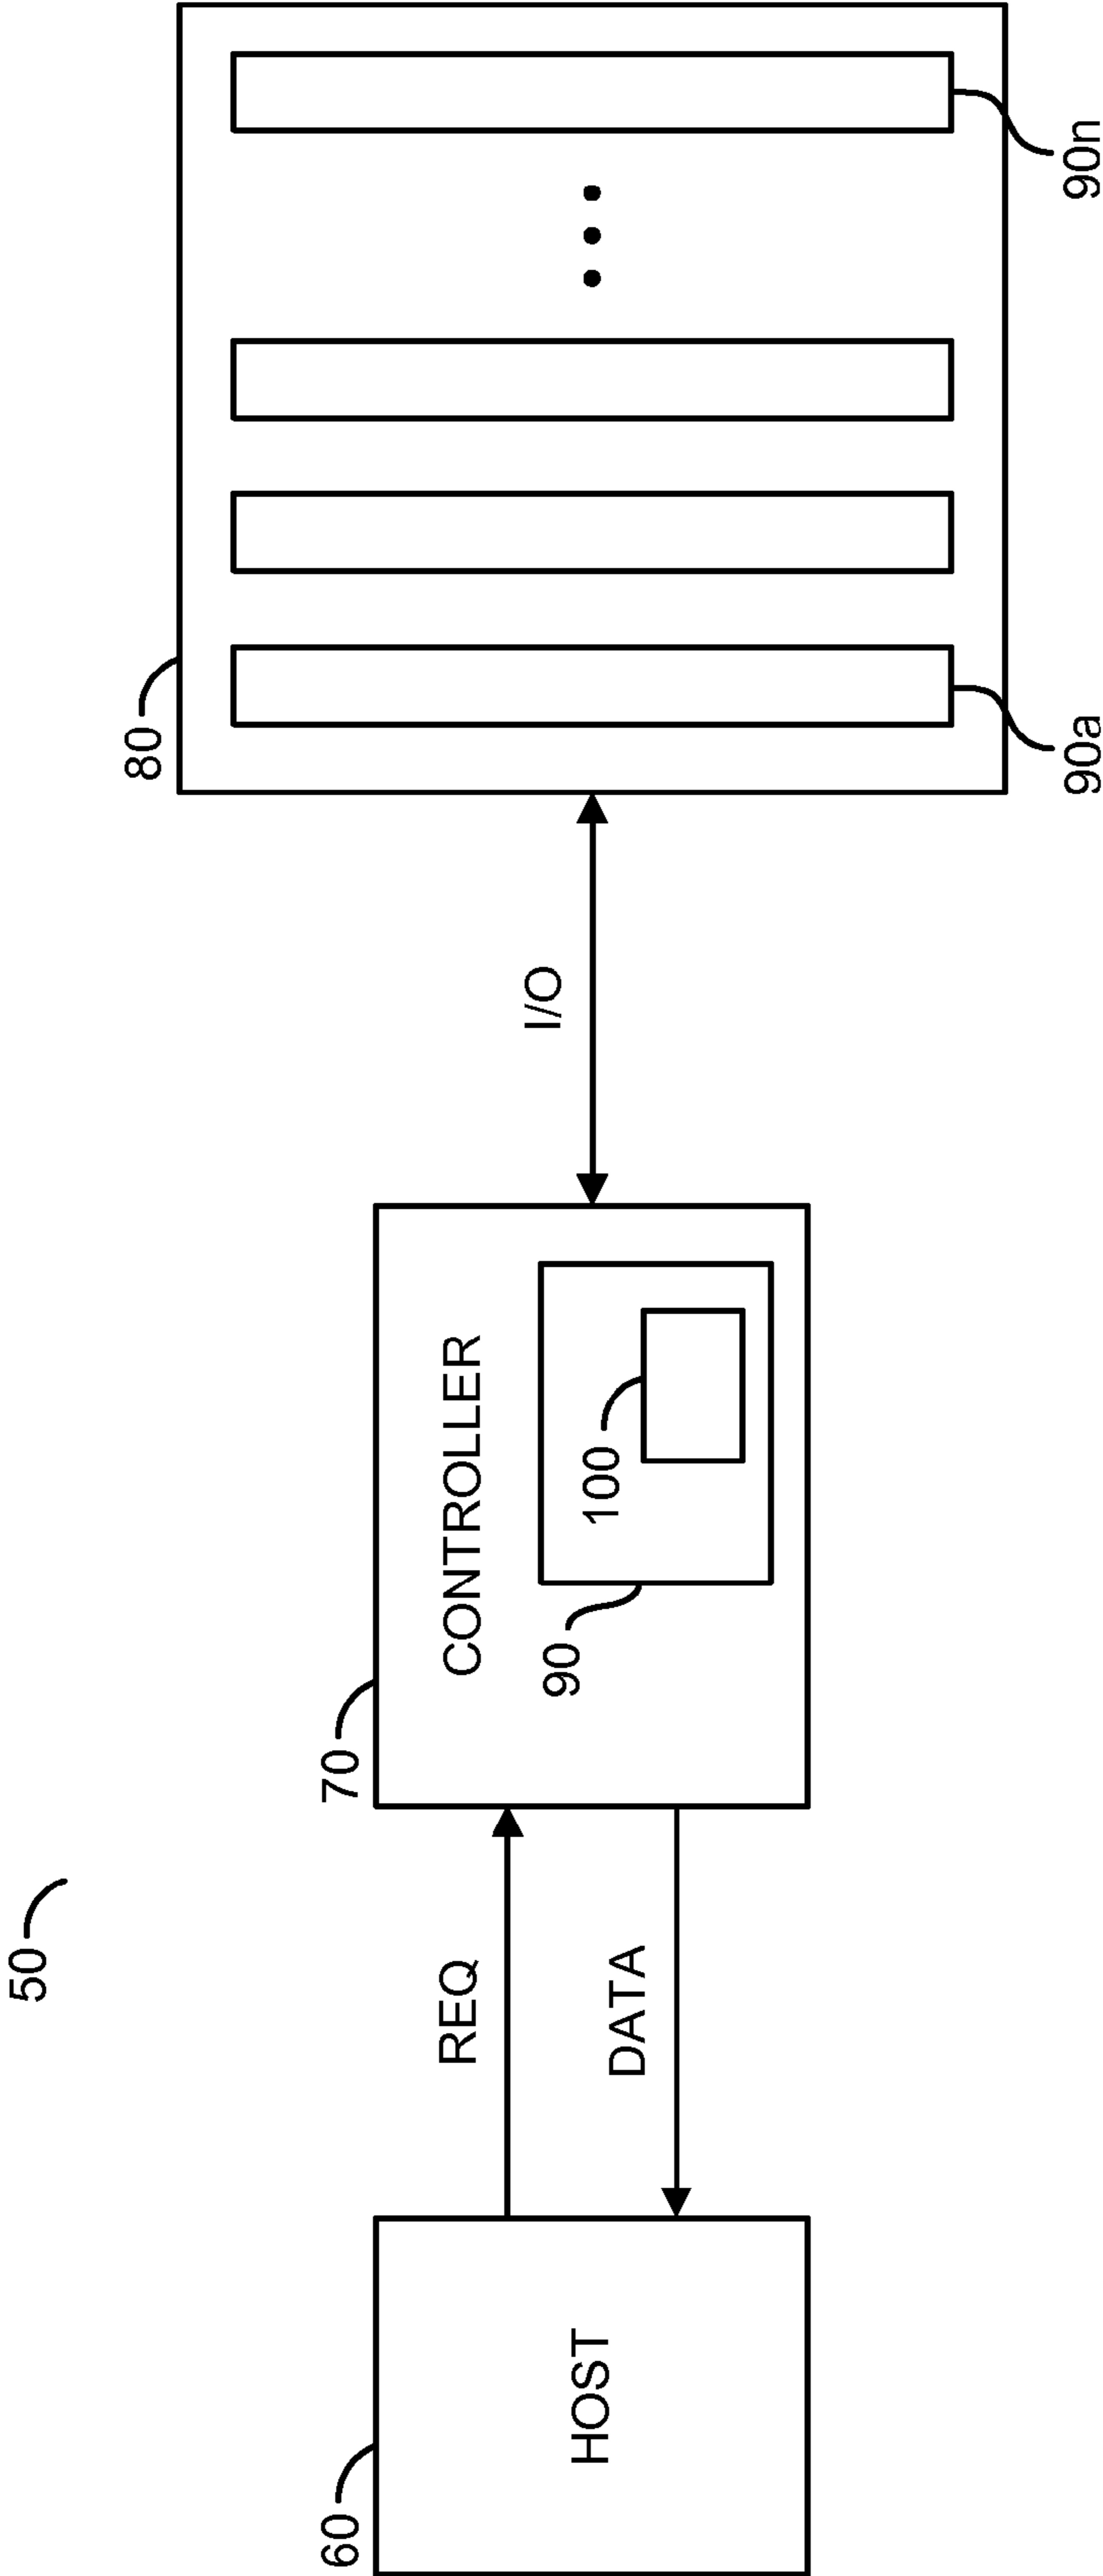 50
60
HOST
REQ
DATA
70
CONTROLLER
90
100
I/O
80
90a
90n